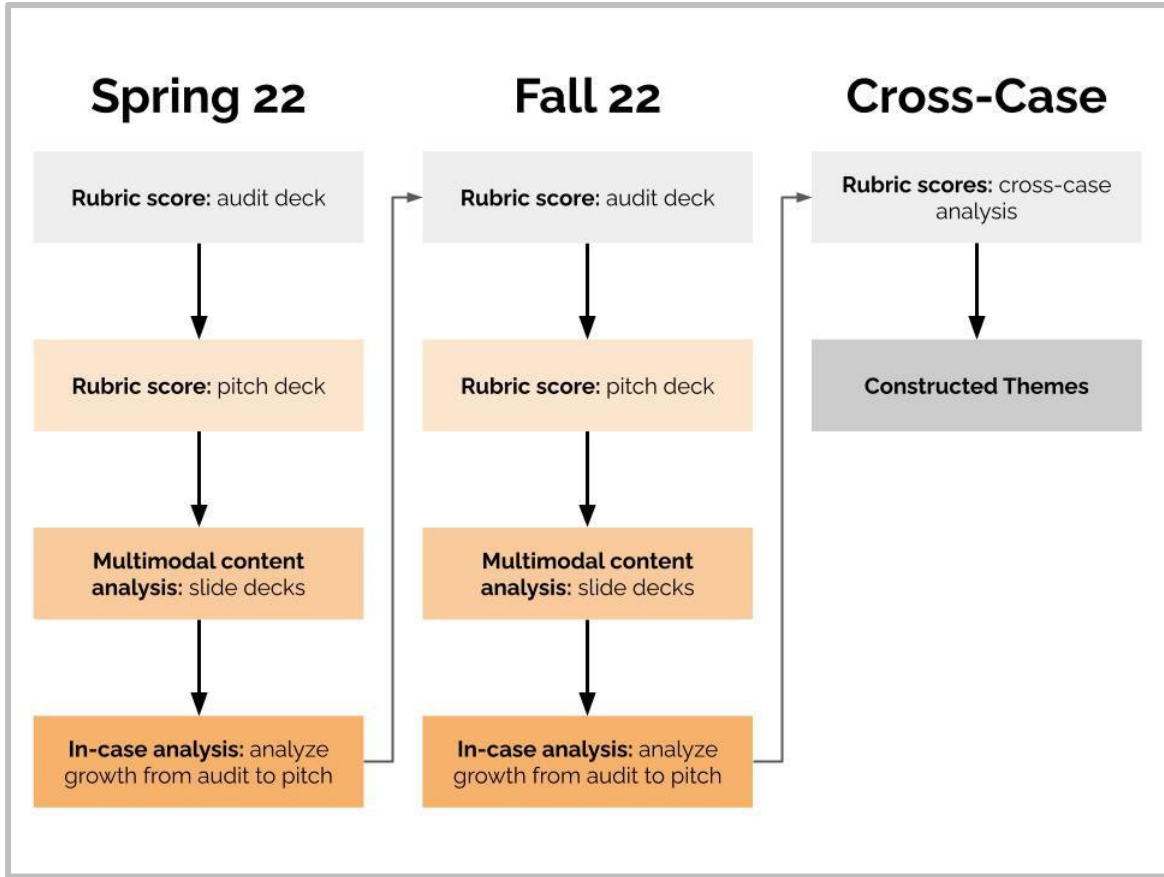 Spring 22
Rubric score: audit deck
Rubric score: pitch deck
Multimodal content
analysis: slide decks
In-case analysis: analyze
growth from audit to pitch
Fall 22
Rubric score: audit deck
Rubric score: pitch deck
Multimodal content
analysis: slide decks
In-case analysis: analyze
growth from audit to pitch
Cross-Case
Rubric scores: cross-case
analysis
Constructed Themes